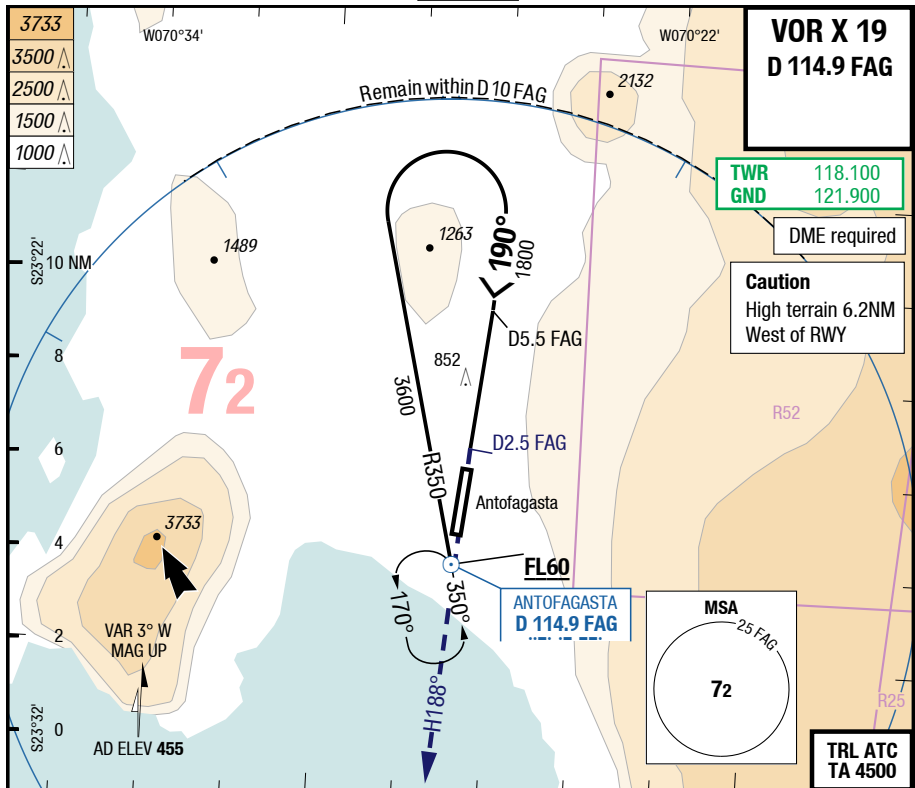 3733
3500
2500
1500
1000
W070°34'
W070°22'
VOR X 19
D 114.9 FAG
Remain within D 10 FAG
2132
TWR 118.100
GND 121.900
DME required
Caution
High terrain 6.2NM
West of RWY
S23°22'
10 NM
1489
1263
190°
1800
D5.5 FAG
8
852
72
3600
R52
6
D2.5 FAG
R350
Antofagasta
3733
4
FL60
ANTOFAGASTA
D 114.9 FAG
170°
350°
MSA
25 FAG
72
2
VAR 3° W
MAG UP
H188°
R25
S23°32'
0
AD ELEV 455
TRL ATC
TA 4500